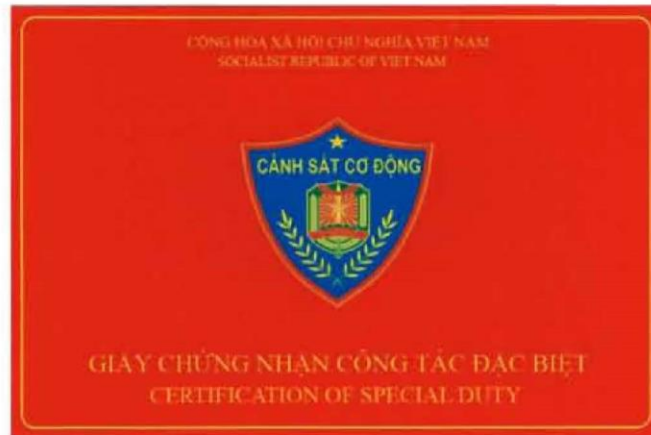 CỘNG HÒA XÃ HỘI CHỦ NGHĨA VIỆT NAM
SOCIALIST REPUBLIC OF VIET NAM
CẢNH SÁT CƠ ĐỘNG
GIẤY CHỨNG NHẬN CÔNG TÁC ĐẶC BIỆT
CERTIFICATION OF SPECIAL DUTY